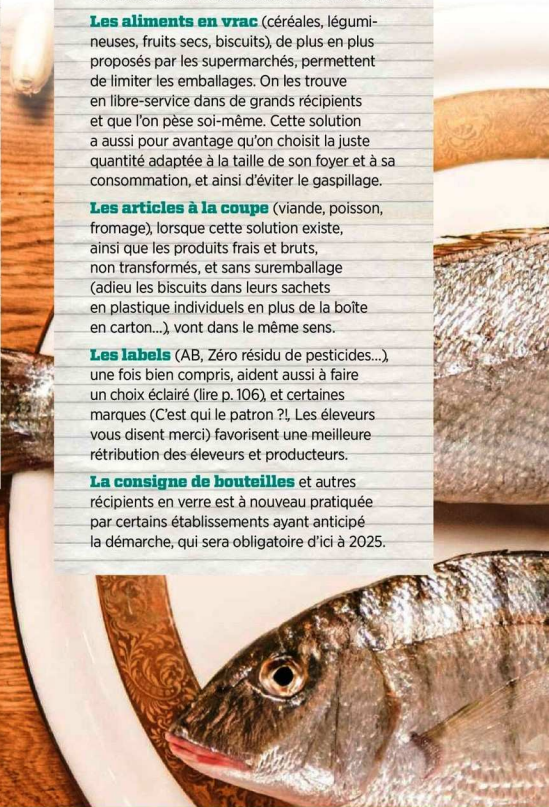 Les aliments en vrac (céréales, légumi-
neuses, fruits secs, biscuits), de plus en plus
proposés par les supermarchés, permettent
de limiter les emballages. On les trouve
en libre-service dans de grands récipients
et que l'on pèse soi-même. Cette solution
a aussi pour avantage qu'on choisit la juste
quantité adaptée à la taille de son foyer et à sa
consommation, et ainsi d'éviter le gaspillage.
Les articles à la coupe (viande, poisson,
fromage), lorsque cette solution existe,
ainsi que les produits frais et bruts,
non transformés, et sans suremballage
(adieu les biscuits dans leurs sachets
en plastique individuels en plus de la boîte
en carton…), vont dans le même sens.
Les labels (AB, Zéro résidu de pesticides…),
une fois bien compris, aident aussi à faire
un choix éclairé (lire p. 106), et certaines
marques (C'est qui le patron ?!, Les éleveurs
vous disent merci) favorisent une meilleure
rétribution des éleveurs et producteurs.
La consigne de bouteilles et autres
récipients en verre est à nouveau pratiquée
par certains établissements ayant anticipé
la démarche, qui sera obligatoire d'ici à 2025.